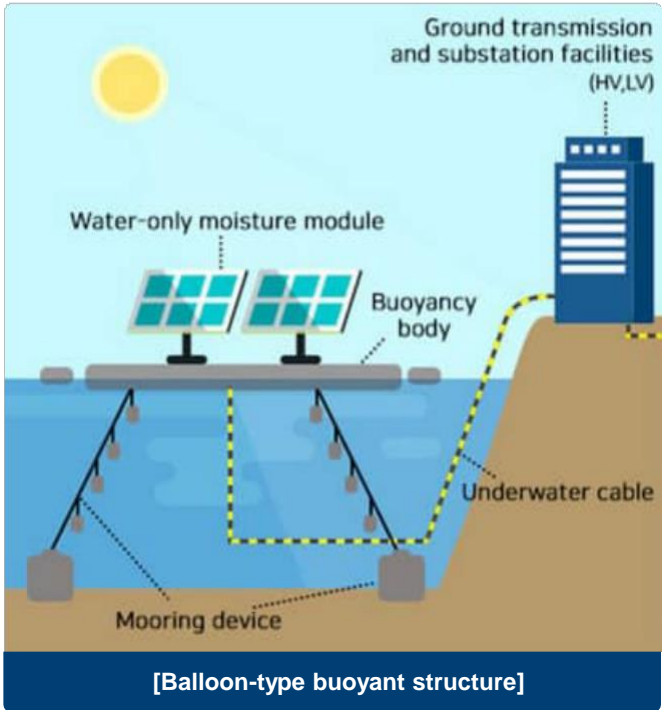 Ground transmission
and substation facilities
(HV,LV)
Water-only moisture module
Buoyancy
body
Underwater cable
Mooring device
[Balloon-type buoyant structure]